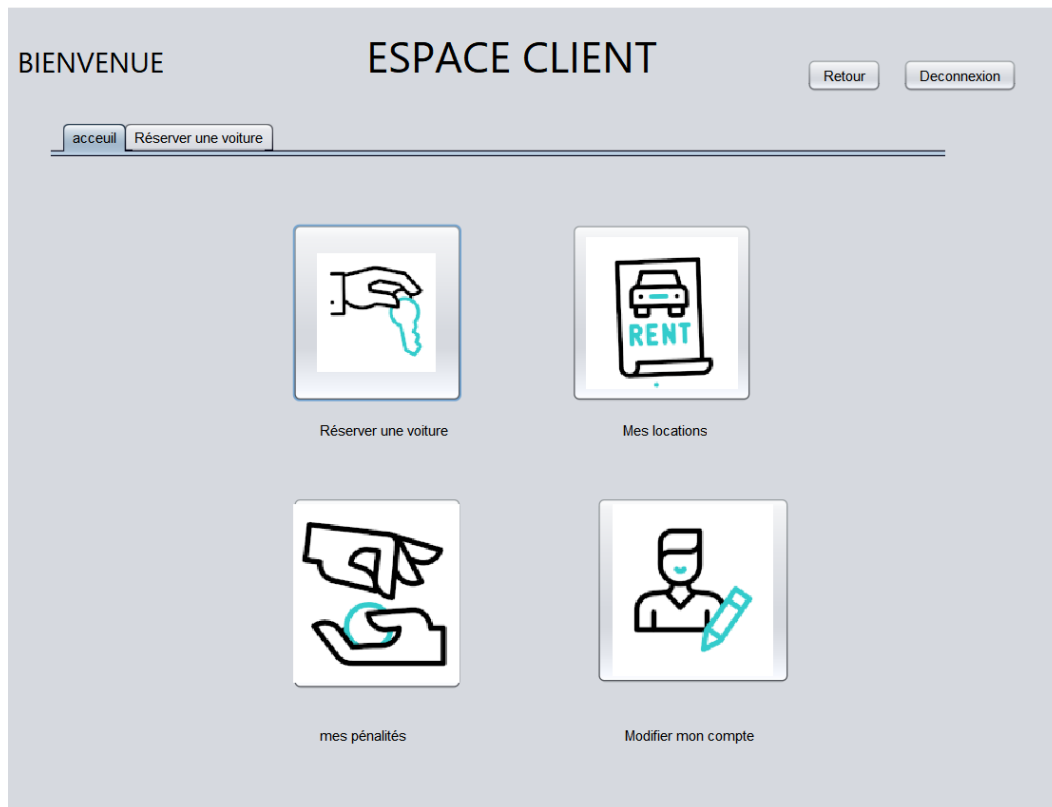 BIENVENUE
ESPACE CLIENT
Retour
Deconnexion
acceuil
Réserver une voiture
RENT
Réserver une voiture
Mes locations
mes pénalités
Modifier mon compte